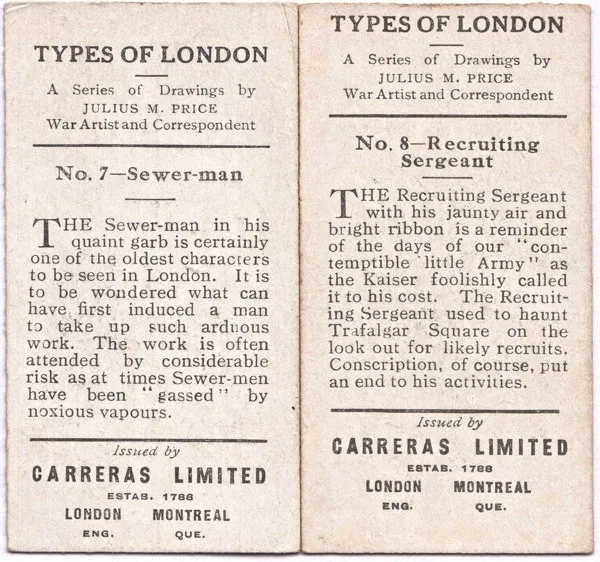 TYPES OF LONDON
A Series of Drawings by
JULIUS M. PRICE
War Artist and Correspondent
No. 7—Sewer-man
THE Sewer-man in his
quaint garb is certainly
one of the oldest characters
to be seen in London. It is
to be wondered what can
have first induced a man
to take up such arduous
work. The work is often
attended by considerable
risk as at times Sewer-men
have been "gassed" by
noxious vapours.
Issued by
CARRERAS LIMITED
ESTAB. 1788
LONDON MONTREAL
ENG. QUE.
TYPES OF LONDON
A Series of Drawings by
JULIUS M. PRICE
War Artist and Correspondent
No. 8—Recruiting
Sergeant
THE Recruiting Sergeant
with his jaunty air and
bright ribbon is a reminder
of the days of our "con-
temptible little Army" as
the Kaiser foolishly called
it to his cost. The Recruit-
ing Sergeant used to haunt
Trafalgar Square on the
look out for likely recruits.
Conscription, of course, put
an end to his activities.
Issued by
CARRERAS LIMITED
ESTAB. 1788
LONDON MONTREAL
ENG. QUE.